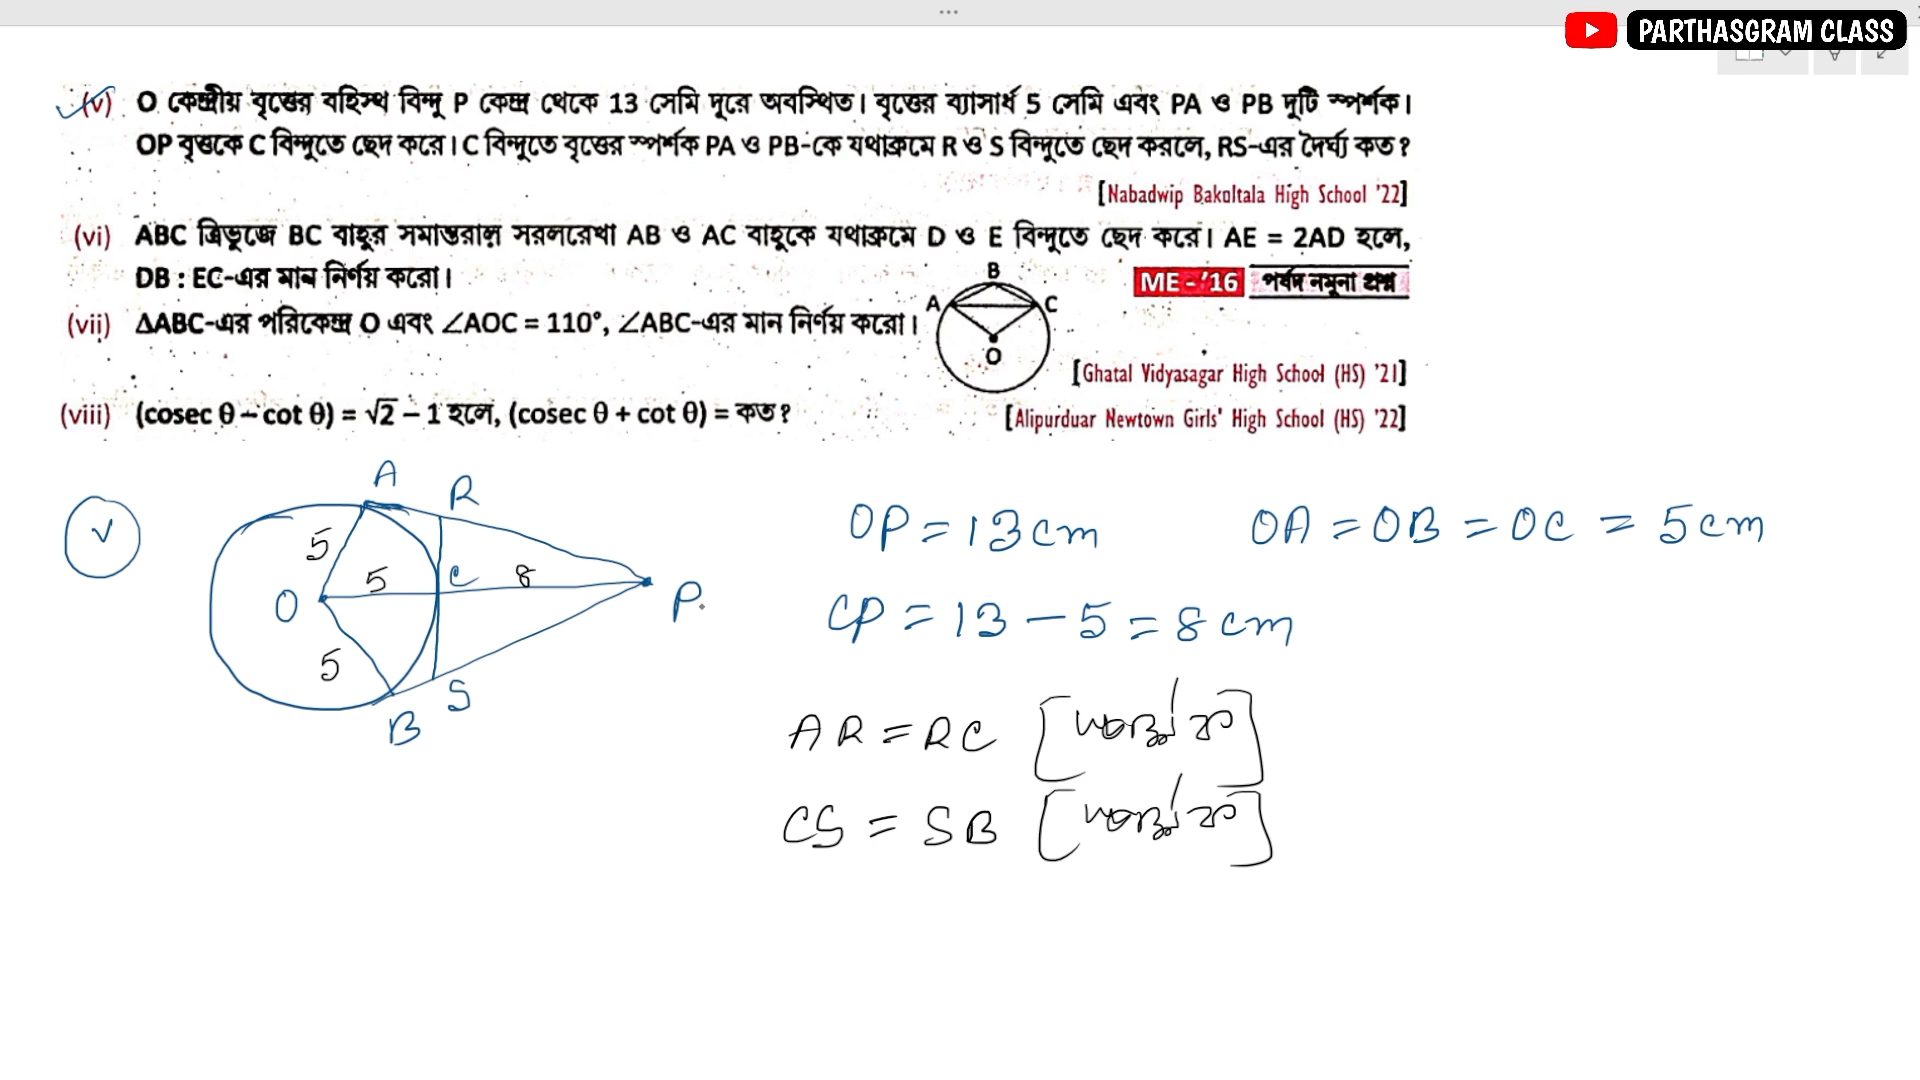 PARTHASGRAM CLASS
(v) O কেন্দ্রীয় বৃত্তের বহিস্থ বিন্দু P কেন্দ্র থেকে 13 সেমি দূরে অবস্থিত। বৃত্তের ব্যাসার্ধ 5 সেমি এবং PA ও PB দুটি স্পর্শক।
OP বৃত্তকে C বিন্দুতে ছেদ করে। C বিন্দুতে বৃত্তের স্পর্শক PA ও PB-কে যথাক্রমে R ও S বিন্দুতে ছেদ করলে, RS-এর দৈর্ঘ্য কত?
[Nabadwip Bakultala High School '22]
(vi) ABC ত্রিভুজে BC বাহুর সমান্তরাল সরলরেখা AB ও AC বাহুকে যথাক্রমে D ও E বিন্দুতে ছেদ করে। AE = 2AD হলে,
DB : EC-এর মান নির্ণয় করো।
ME - '16 পর্ষদ নমুনা প্রশ্ন
(vii) ΔABC-এর পরিকেন্দ্র O এবং ∠AOC = 110°, ∠ABC-এর মান নির্ণয় করো।
B
A C
O
[Ghatal Vidyasagar High School (HS) '21]
(viii) (cosec θ – cot θ) = √2 – 1 হলে, (cosec θ + cot θ) = কত?
[Alipurduar Newtown Girls' High School (HS) '22]
V
A R
5
5 C 8
O P.
5
S
B
OP = 13cm OA = OB = OC = 5cm
CP = 13 - 5 = 8cm
AR = RC [
CS = SB [